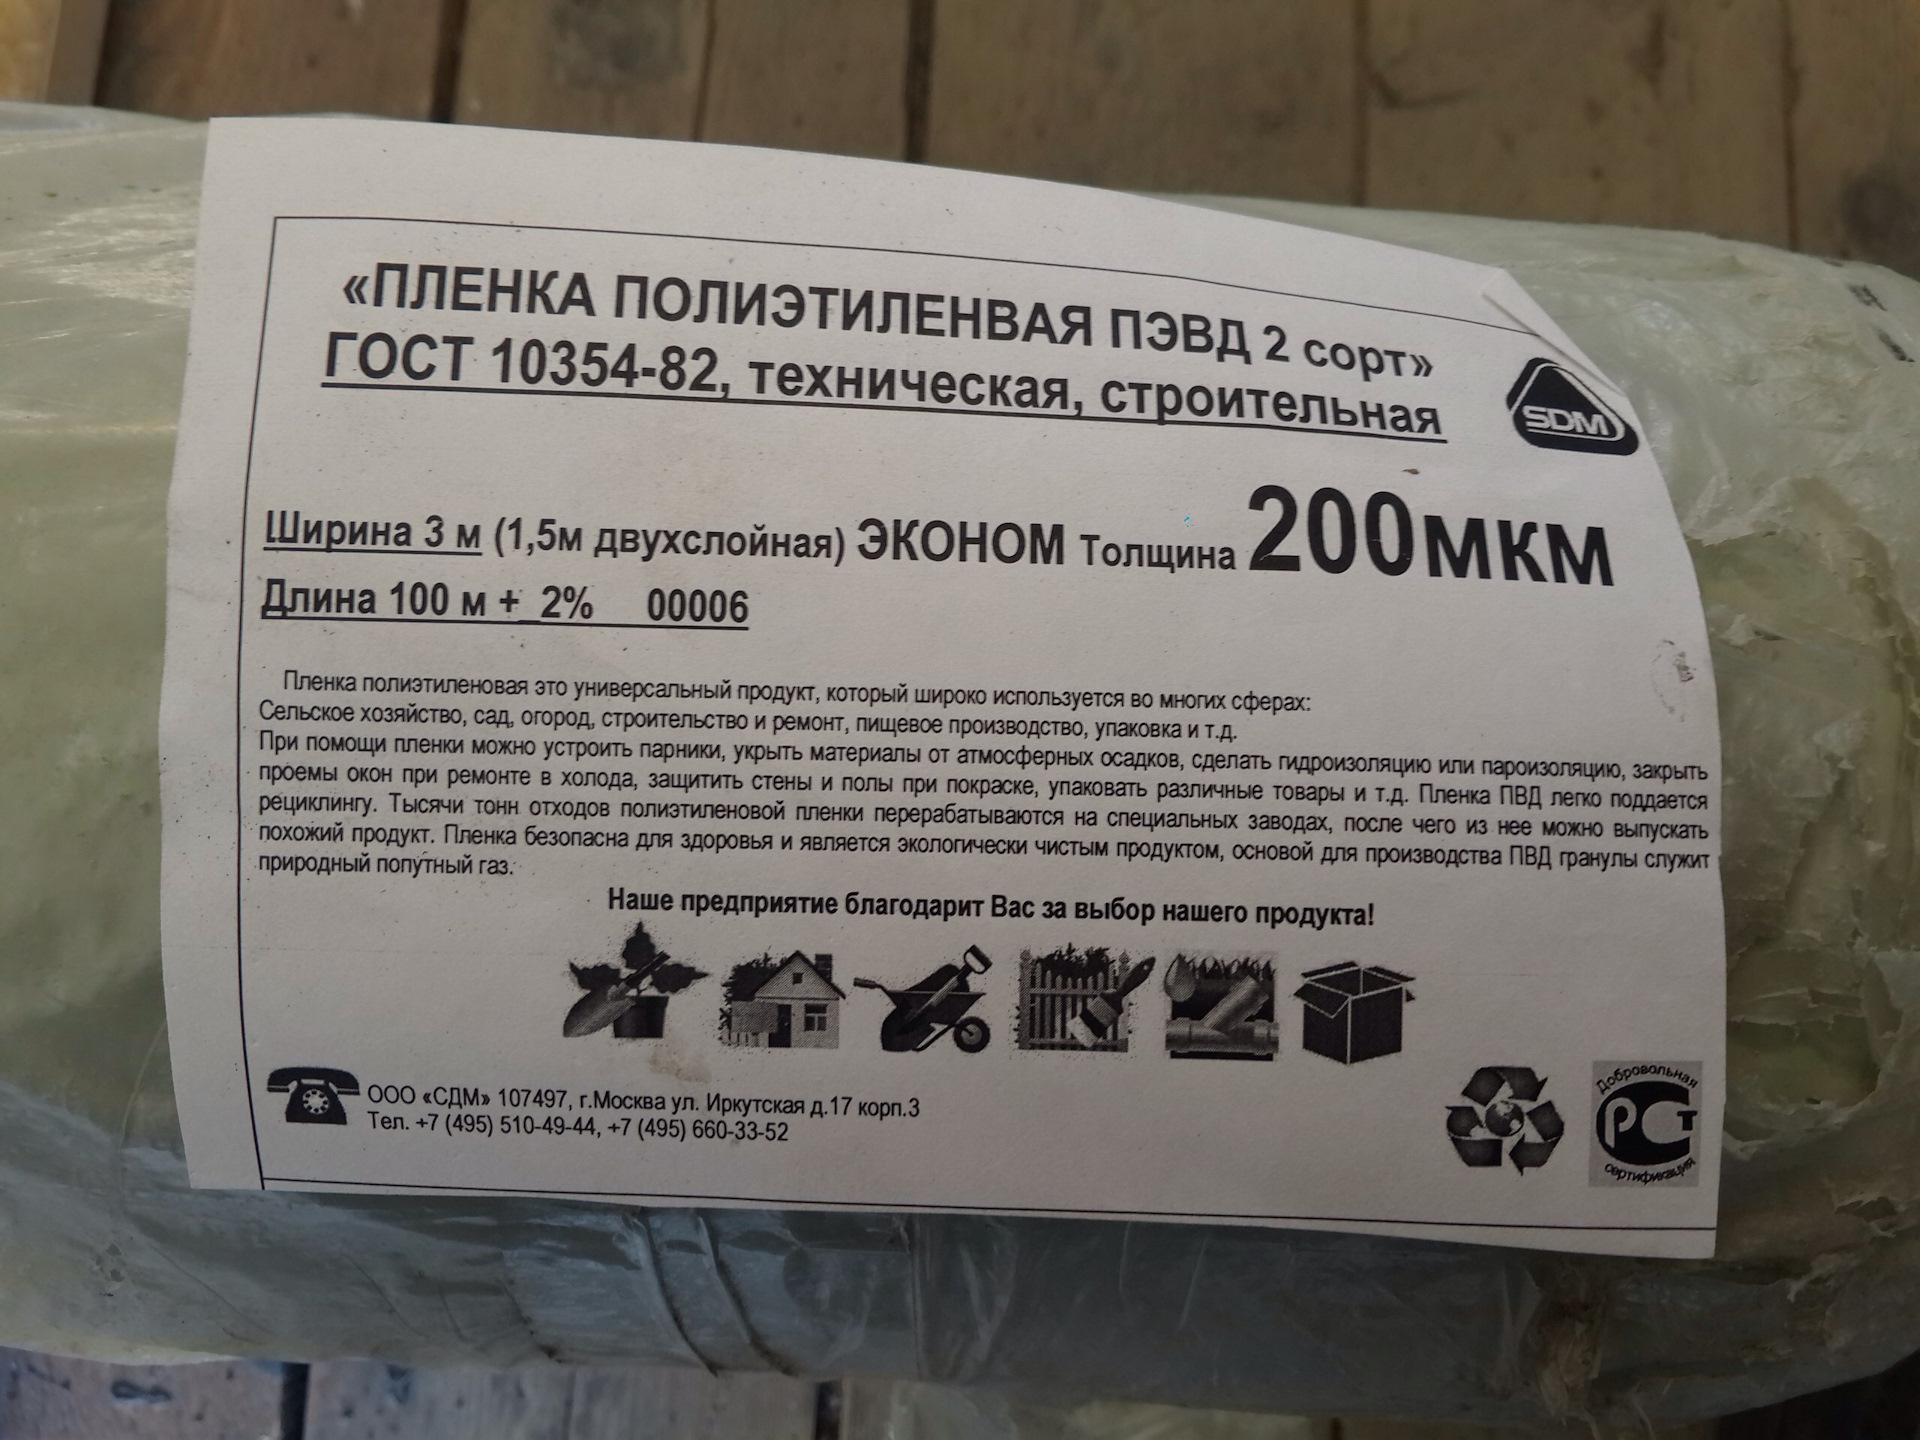 «ПЛЕНКА ПОЛИЭТИЛЕНВАЯ ПЭВД 2 сорт»
ГОСТ 10354-82, техническая, строительная
SDM
Ширина 3 м (1,5м двухслойная) ЭКОНОМ Толщина 200мкм
Длина 100 м + 2% 00006
Пленка полиэтиленовая это универсальный продукт, который широко используется во многих сферах:
Сельское хозяйство, сад, огород, строительство и ремонт, пищевое производство, упаковка и т.д.
При помощи пленки можно устроить парники, укрыть материалы от атмосферных осадков, сделать гидроизоляцию или пароизоляцию, закрыть
проемы окон при ремонте в холода, защитить стены и полы при покраске, упаковать различные товары и т.д. Пленка ПВД легко поддается
рециклингу. Тысячи тонн отходов полиэтиленовой пленки перерабатываются на специальных заводах, после чего из нее можно выпускать
похожий продукт. Пленка безопасна для здоровья и является экологически чистым продуктом, основой для производства ПВД гранулы служит
природный попутный газ.
Наше предприятие благодарит Вас за выбор нашего продукта!
ООО «СДМ» 107497, г.Москва ул. Иркутская д.17 корп.3
Тел. +7 (495) 510-49-44, +7 (495) 660-33-52
Добровольная
РСТ
сертификация